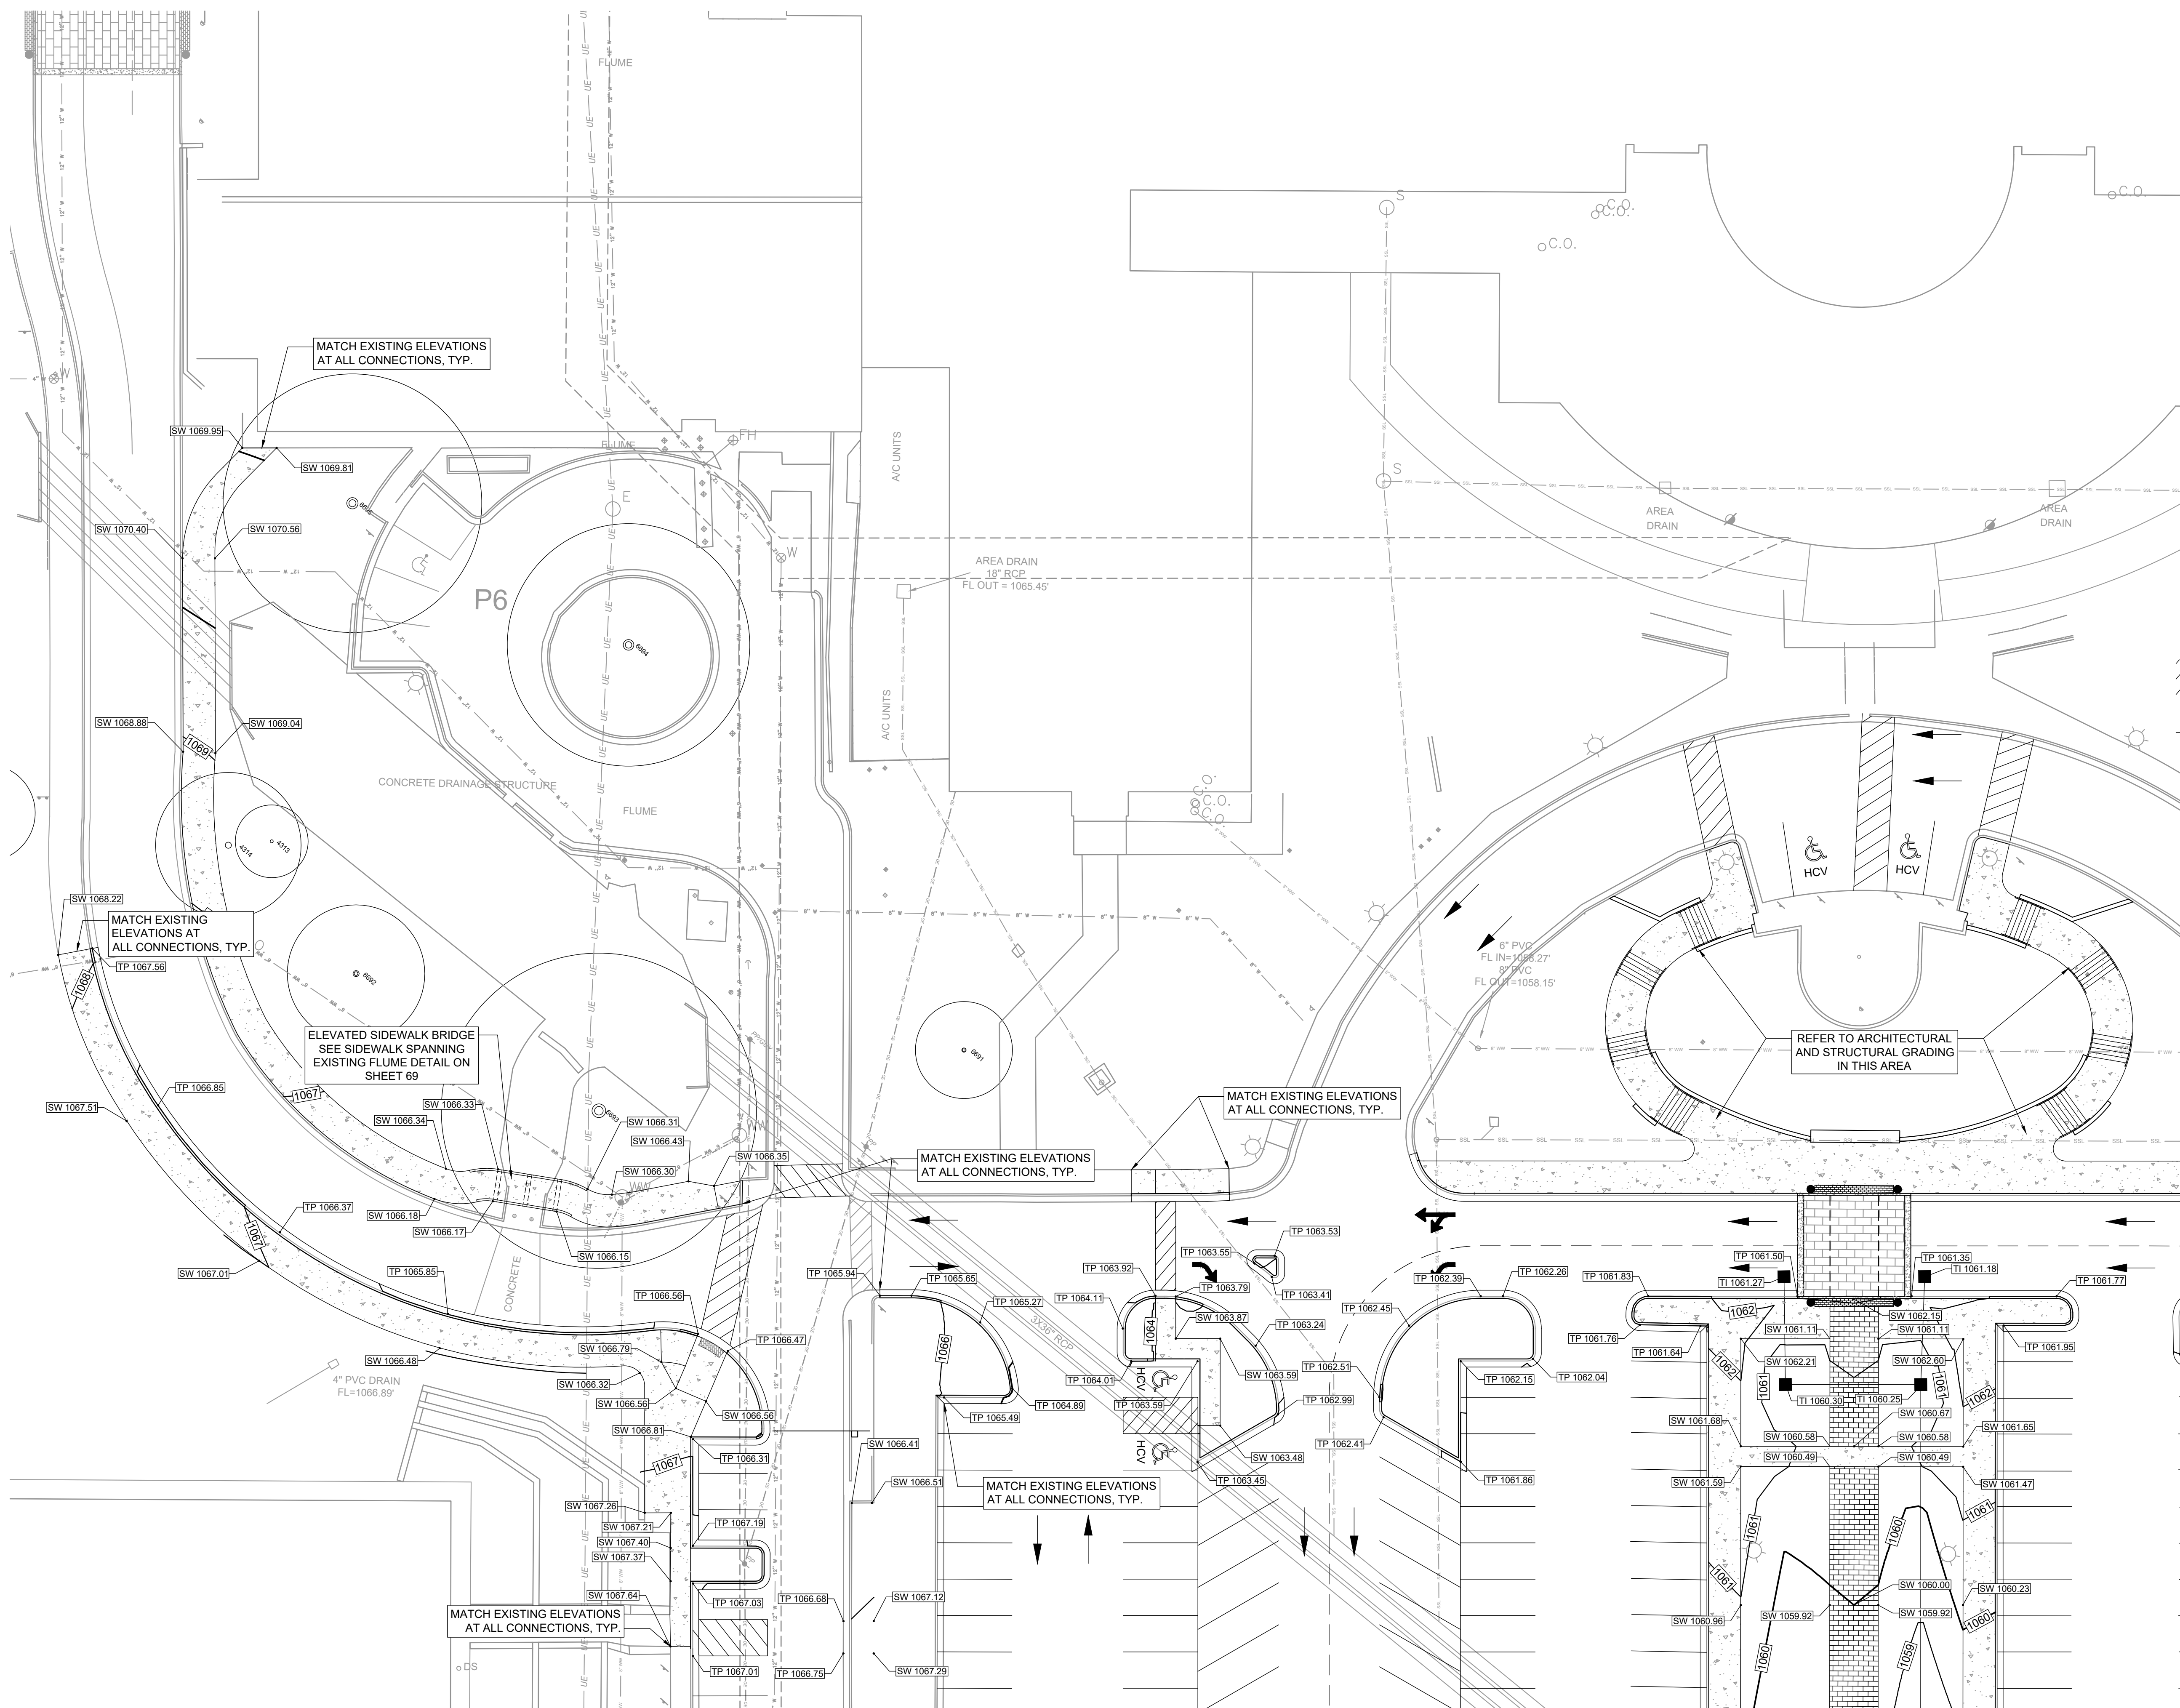 FLUME
S
C.O.
C.O.
C.O.
C.O.
MATCH EXISTING ELEVATIONS
AT ALL CONNECTIONS, TYP.
W
SW 1069.95
SW 1069.81
FH
FLUME
A/C UNITS
6695
E
S
SW 1070.40
SW 1070.56
AREA
DRAIN
AREA
DRAIN
W
AREA DRAIN
18" RCP
FL OUT = 1065.45'
P6
6694
A/C UNITS
SW 1068.88
SW 1069.04
1069
CONCRETE DRAINAGE STRUCTURE
FLUME
C.O.
C.O.
C.O.
4314
4313
HCV
HCV
SW 1068.22
MATCH EXISTING
ELEVATIONS AT
ALL CONNECTIONS, TYP.
TP 1067.56
1068
6692
6" PVC
FL IN=1058.27'
8" PVC
FL OUT=1058.15'
ELEVATED SIDEWALK BRIDGE
SEE SIDEWALK SPANNING
EXISTING FLUME DETAIL ON
SHEET 69
REFER TO ARCHITECTURAL
AND STRUCTURAL GRADING
IN THIS AREA
6691
TP 1066.85
SW 1067.51
1067
SW 1066.33
SW 1066.34
6693
SW 1066.31
SW 1066.43
WW
SW 1066.35
SW 1066.30
WW
MATCH EXISTING ELEVATIONS
AT ALL CONNECTIONS, TYP.
MATCH EXISTING ELEVATIONS
AT ALL CONNECTIONS, TYP.
TP 1066.37
SW 1066.18
SW 1066.17
SW 1066.15
1067
SW 1067.01
TP 1065.85
CONCRETE
TP 1066.56
TP 1066.47
SW 1066.79
SW 1066.48
SW 1066.32
SW 1066.56
SW 1066.56
4" PVC DRAIN
FL=1066.89'
SW 1066.81
TP 1066.31
1067
TP 1065.94
TP 1065.65
TP 1065.27
1066
3X36" RCP
TP 1064.89
TP 1065.49
SW 1066.41
SW 1066.51
MATCH EXISTING ELEVATIONS
AT ALL CONNECTIONS, TYP.
TP 1063.53
TP 1063.55
TP 1063.92
TP 1063.79
TP 1063.41
TP 1064.11
1064
SW 1063.87
TP 1063.24
TP 1064.01
HCV
SW 1063.59
TP 1063.59
TP 1062.99
HCV
SW 1063.48
TP 1063.45
TP 1062.39
TP 1062.26
TP 1062.45
TP 1062.51
TP 1062.15
TP 1062.04
TP 1062.41
TP 1061.86
TP 1061.50
TP 1061.35
TI 1061.27
TI 1061.18
TP 1061.83
TP 1061.77
1062
SW 1062.15
TP 1061.76
SW 1061.11
SW 1061.11
TP 1061.64
TP 1061.95
1062
SW 1062.21
SW 1062.60
1061
1061
1062
TI 1060.30
TI 1060.25
SW 1061.68
SW 1060.67
SW 1061.65
SW 1060.58
SW 1060.58
SW 1060.49
SW 1060.49
SW 1061.59
SW 1061.47
1061
1060
1061
1061
SW 1060.00
SW 1060.23
SW 1059.92
SW 1059.92
SW 1060.96
1060
1060
1059
SW 1067.26
SW 1067.21
TP 1067.19
SW 1067.40
SW 1067.37
SW 1067.64
TP 1067.03
MATCH EXISTING ELEVATIONS
AT ALL CONNECTIONS, TYP.
TP 1067.01
TP 1066.68
SW 1067.12
TP 1066.75
SW 1067.29
DS